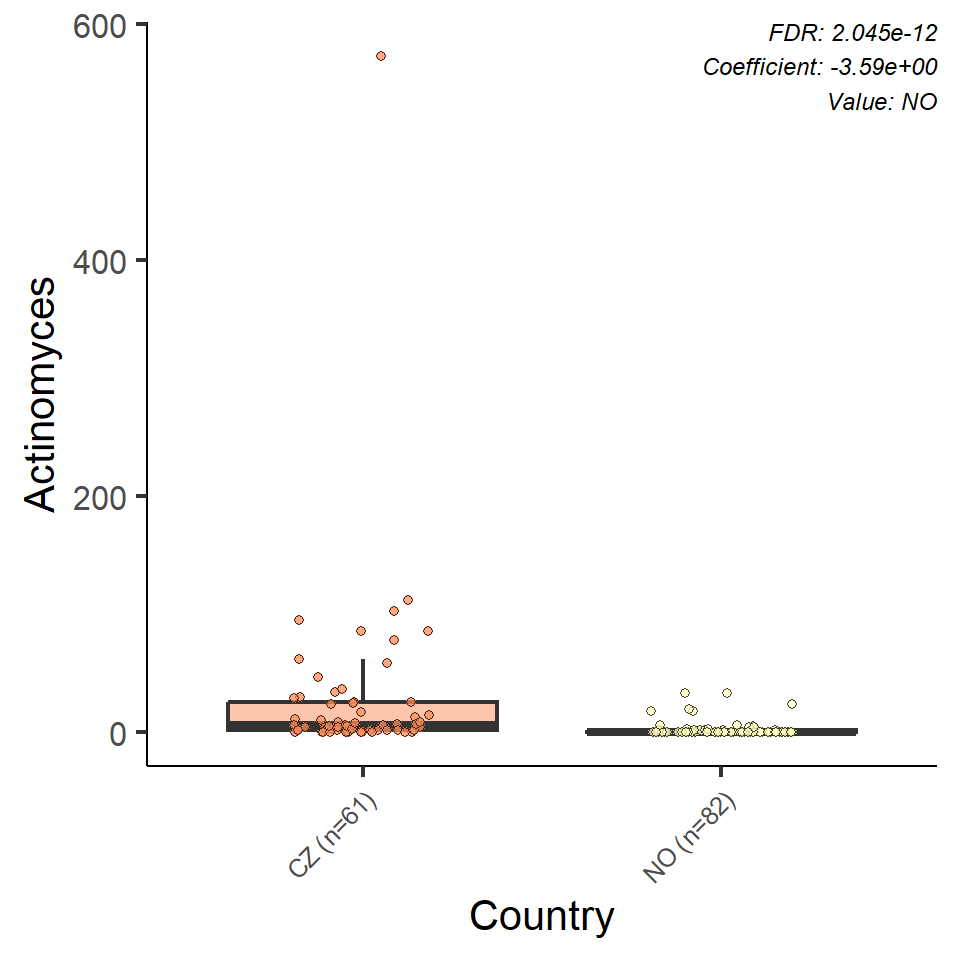 FDR: 2.045e-12
Coefficient: -3.59e+00
Value: NO
600
400
200
0
Actinomyces
CZ (n=61)
NO (n=82)
Country